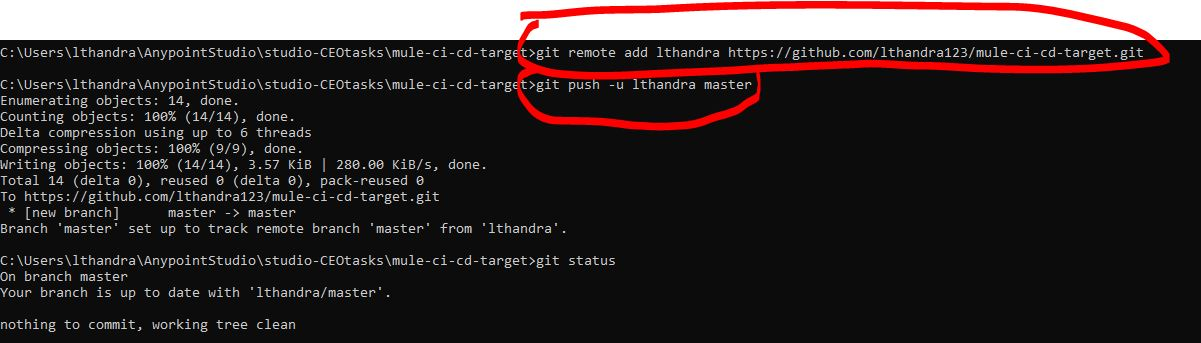 C:\Users\lthandra\AnypointStudio\studio-CEOtasks\mule-ci-cd-target>git remote add lthandra https://github.com/lthandra123/mule-ci-cd-target.git
C:\Users\lthandra\AnypointStudio\studio-CEOtasks\mule-ci-cd-target>git push -u lthandra master
Enumerating objects: 14, done.
Counting objects: 100% (14/14), done.
Delta compression using up to 6 threads
Compressing objects: 100% (9/9), done.
Writing objects: 100% (14/14), 3.57 KiB | 280.00 KiB/s, done.
Total 14 (delta 0), reused 0 (delta 0), pack-reused 0
To https://github.com/lthandra123/mule-ci-cd-target.git
 * [new branch]      master -> master
Branch 'master' set up to track remote branch 'master' from 'lthandra'.
C:\Users\lthandra\AnypointStudio\studio-CEOtasks\mule-ci-cd-target>git status
On branch master
Your branch is up to date with 'lthandra/master'.
nothing to commit, working tree clean